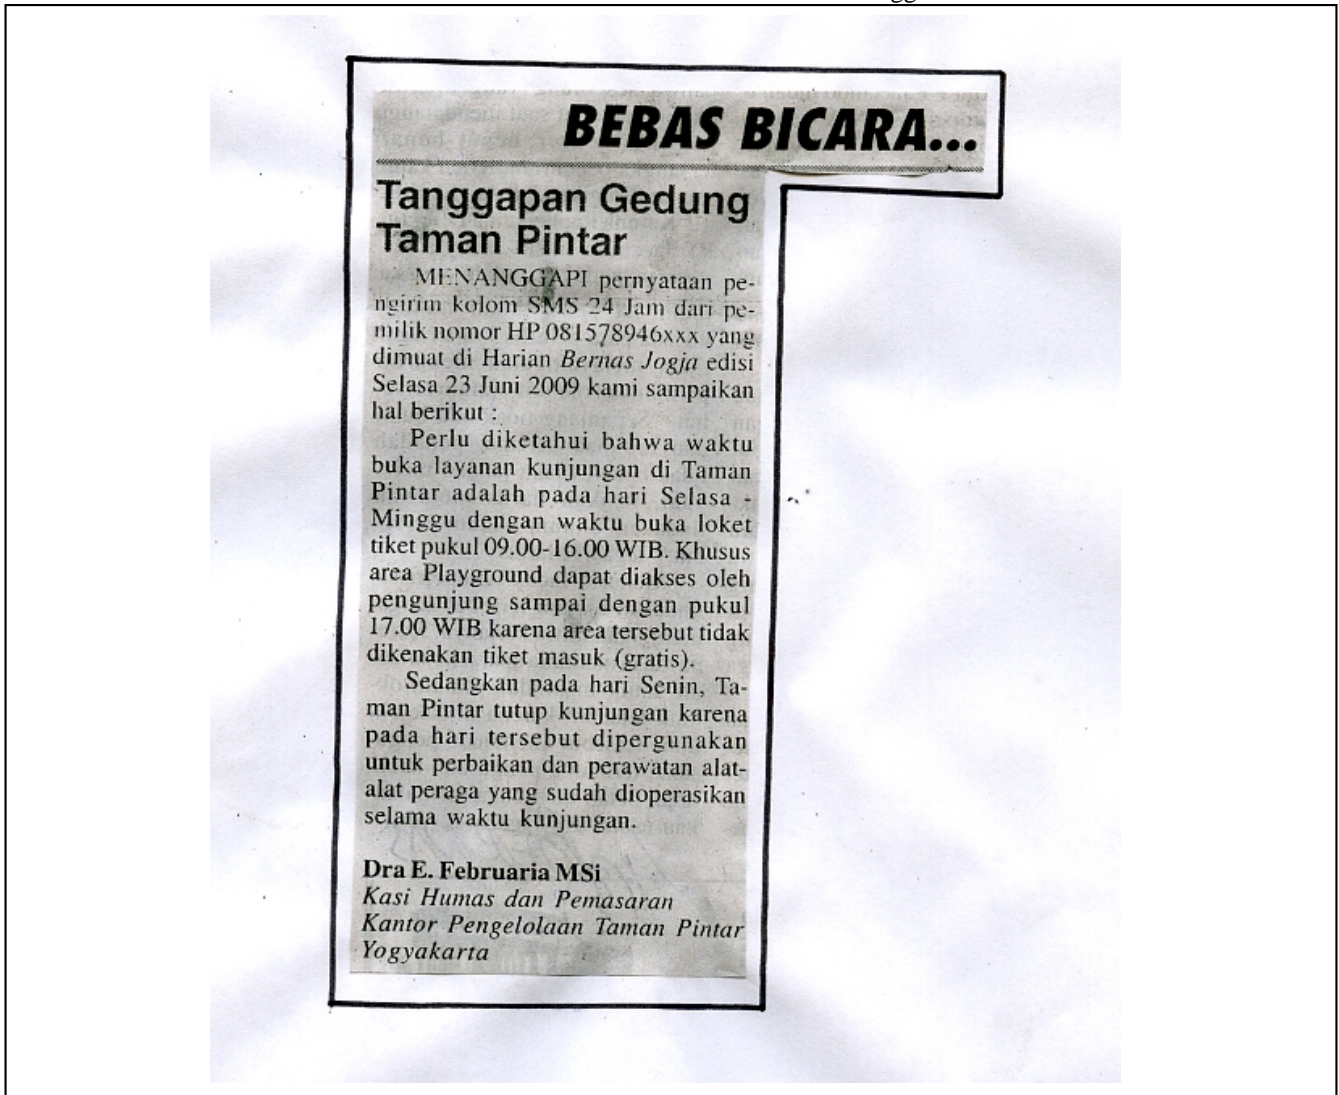 BEBAS BICARA...
Tanggapan Gedung
Taman Pintar
MENANGGAPI pernyataan pe-
ngirim kolom SMS 24 Jam dari pe-
milik nomor HP 081578946xxx yang
dimuat di Harian Bernas Jogja edisi
Selasa 23 Juni 2009 kami sampaikan
hal berikut :
Perlu diketahui bahwa waktu
buka layanan kunjungan di Taman
Pintar adalah pada hari Selasa -
Minggu dengan waktu buka loket
tiket pukul 09.00-16.00 WIB. Khusus
area Playground dapat diakses oleh
pengunjung sampai dengan pukul
17.00 WIB karena area tersebut tidak
dikenakan tiket masuk (gratis).
Sedangkan pada hari Senin, Ta-
man Pintar tutup kunjungan karena
pada hari tersebut dipergunakan
untuk perbaikan dan perawatan alat-
alat peraga yang sudah dioperasikan
selama waktu kunjungan.
Dra E. Februaria MSi
Kasi Humas dan Pemasaran
Kantor Pengelolaan Taman Pintar
Yogyakarta